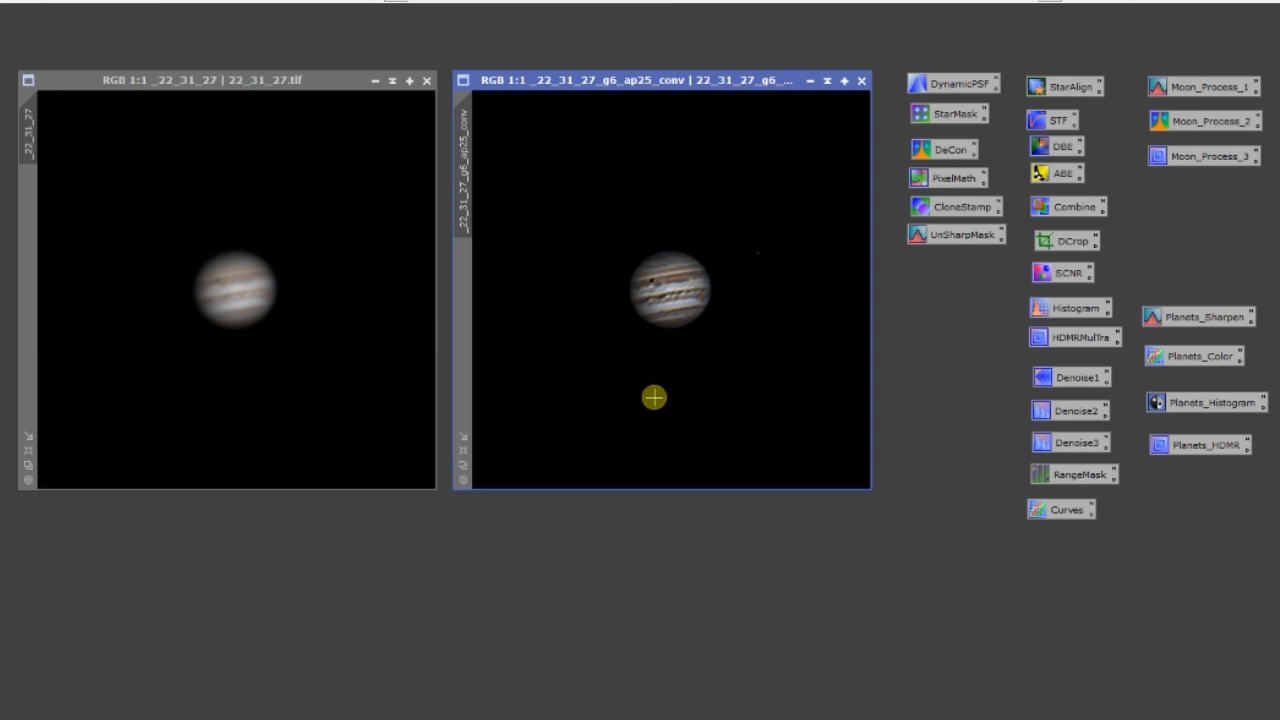 RGB 1:1 _22_31_27 | 22_31_27.tif
_22_31_27
RGB 1:1 _22_31_27_g6_ap25_conv | 22_31_27_g6_...
_22_31_27_g6_ap25_conv
DynamicPSF
StarMask
DeCon
PixelMath
CloneStamp
UnSharpMask
StarAlign
STF
DBE
ABE
Combine
DCrop
SCNR
Histogram
HDMRMulTra
Denoise1
Denoise2
Denoise3
RangeMask
Curves
Moon_Process_1
Moon_Process_2
Moon_Process_3
Planets_Sharpen
Planets_Color
Planets_Histogram
Planets_HDMR